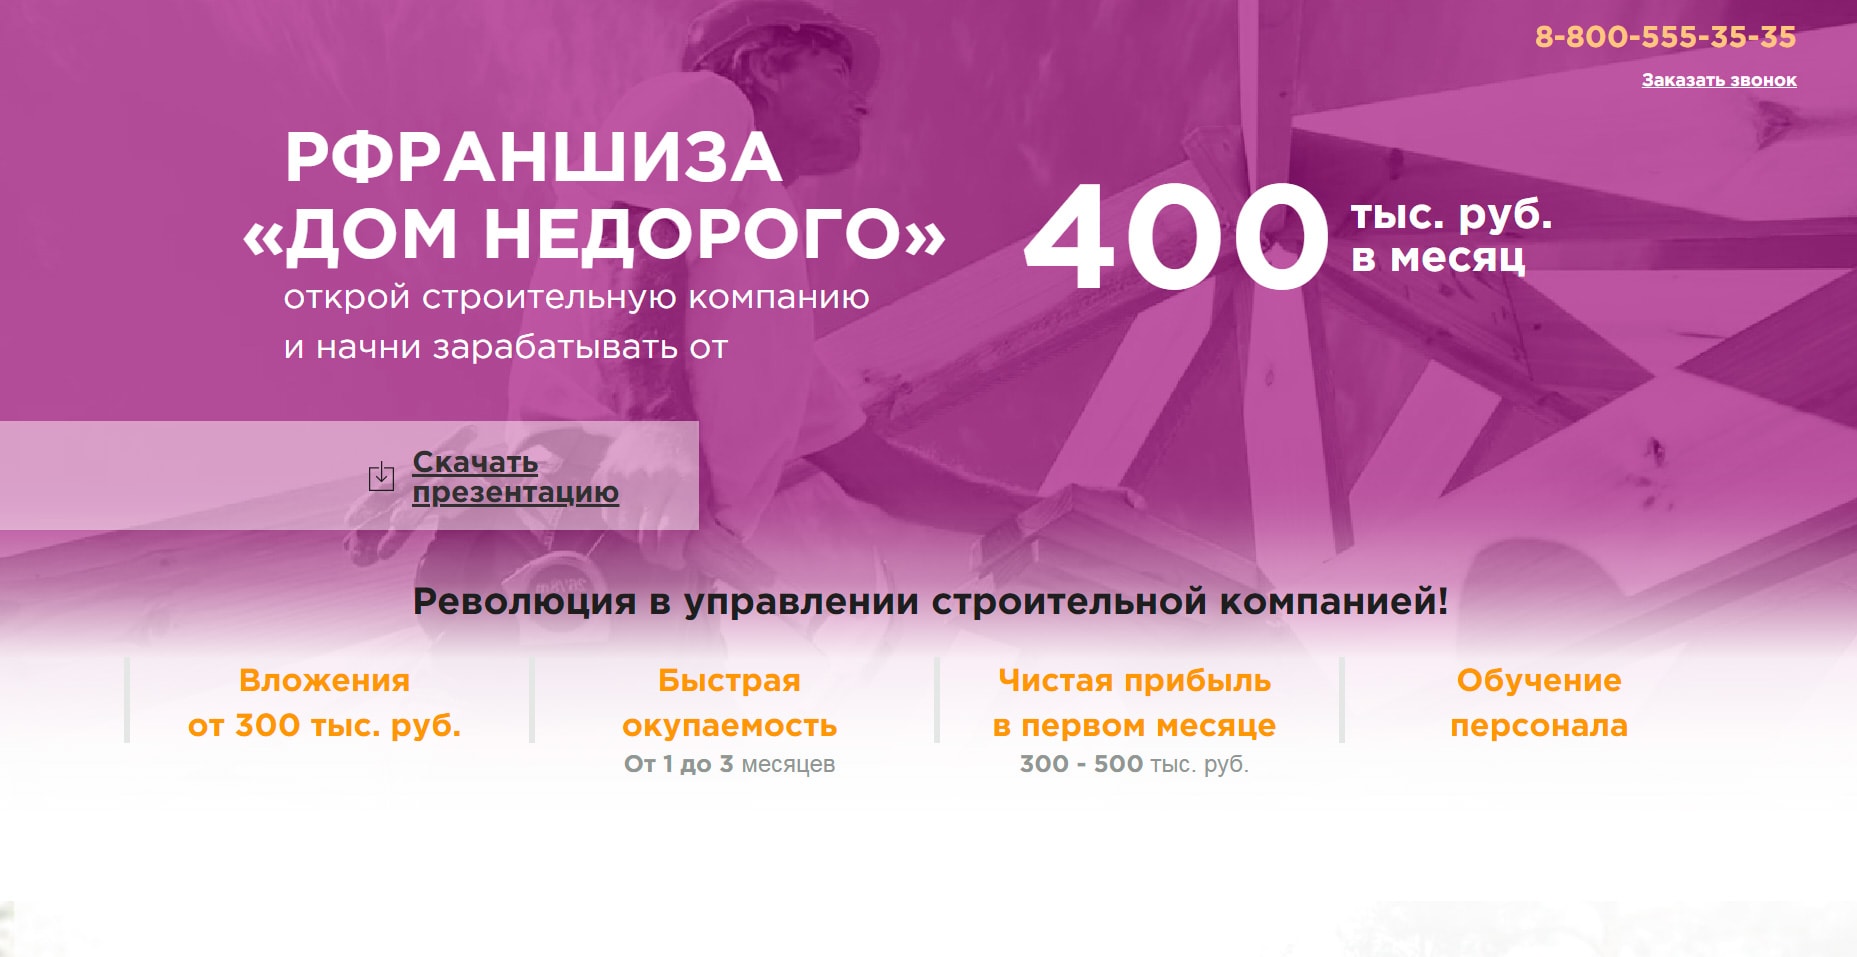 8-800-555-35-35
Заказать звонок
РФРАНШИЗА
«ДОМ НЕДОРОГО»
открой строительную компанию
и начни зарабатывать от
400
тыс. руб.
в месяц
Скачать
презентацию
Революция в управлении строительной компанией!
Вложения
от 300 тыс. руб.
Быстрая
окупаемость
От 1 до 3 месяцев
Чистая прибыль
в первом месяце
300 - 500 тыс. руб.
Обучение
персонала